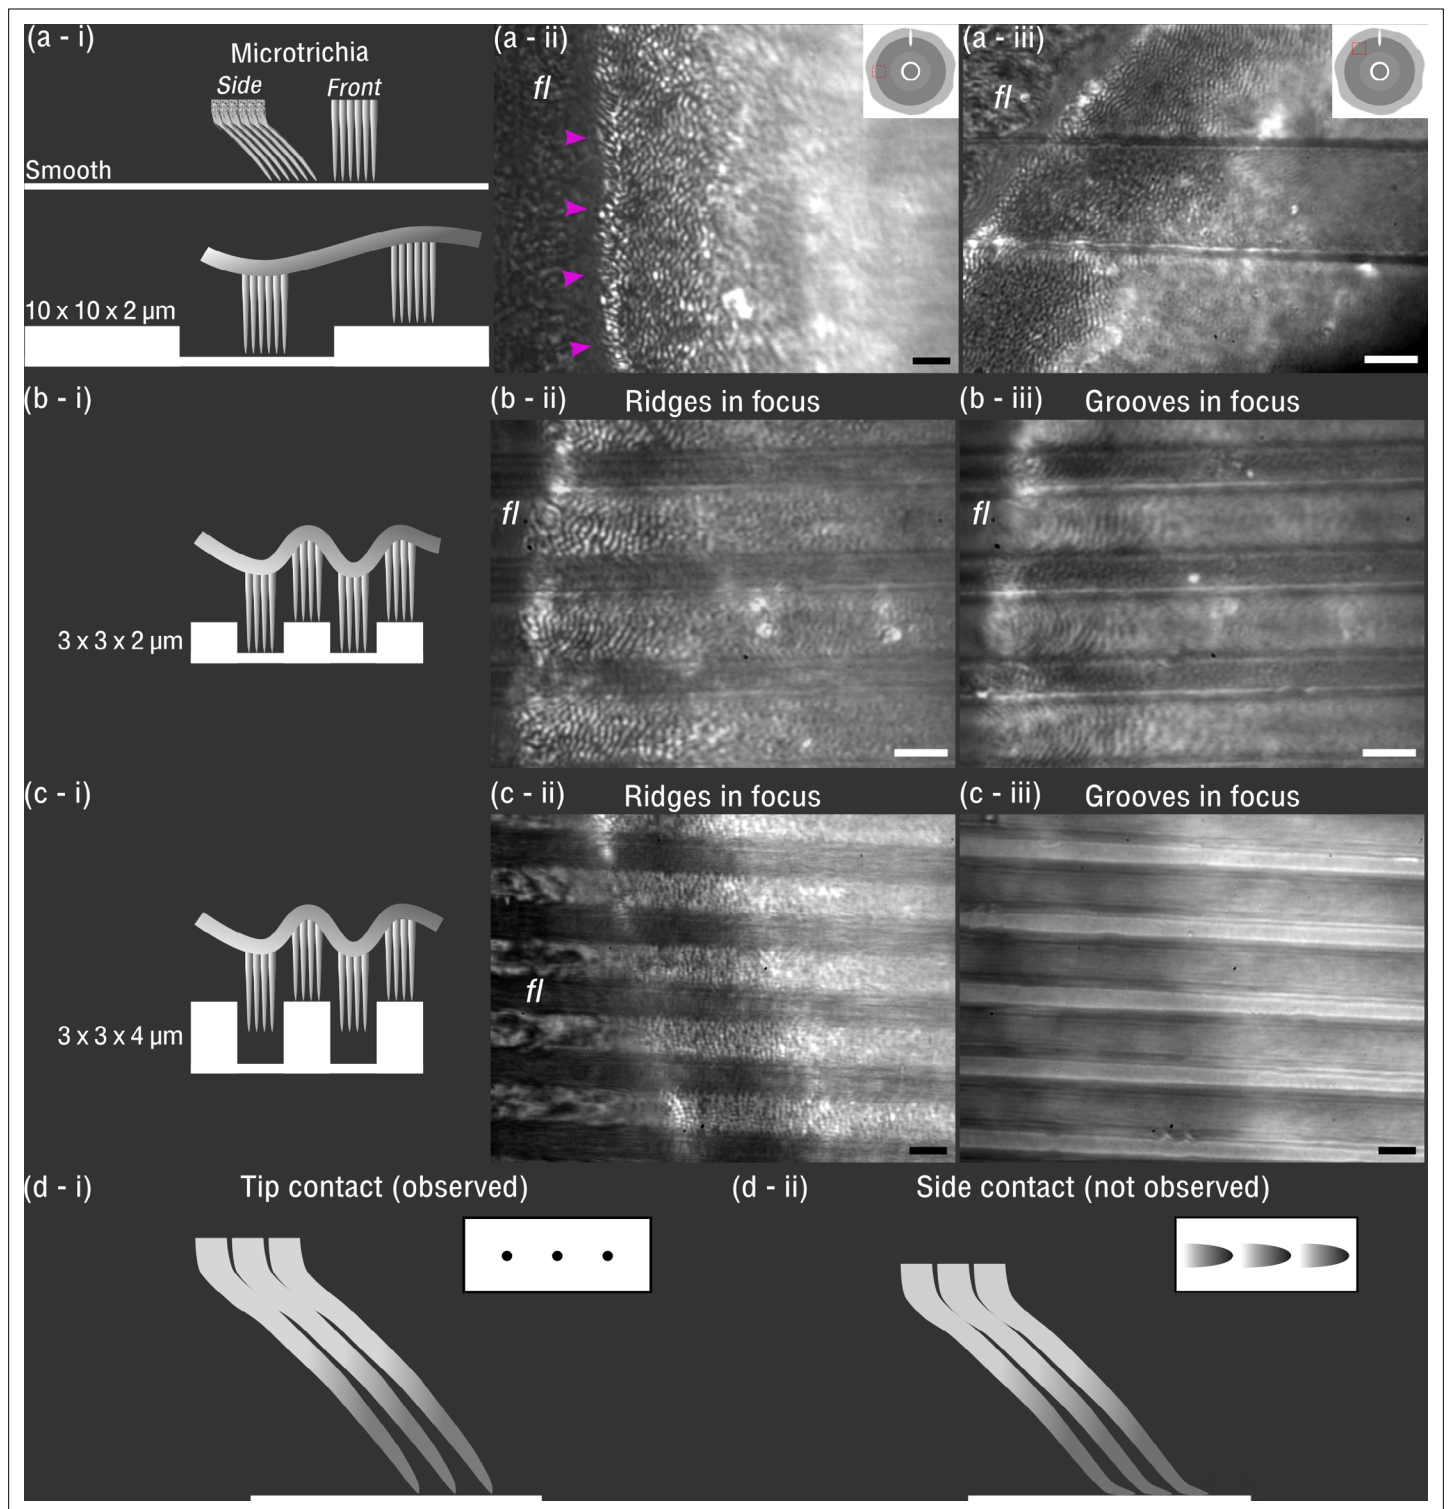 (a - i)
Microtrichia
Side
Front
Smooth
10 x 10 x 2 µm
(a - ii)
fl
(a - iii)
fl
(b - i)
3 x 3 x 2 µm
(b - ii) Ridges in focus
fl
(b - iii) Grooves in focus
fl
(c - i)
3 x 3 x 4 µm
(c - ii) Ridges in focus
fl
(c - iii) Grooves in focus
(d - i) Tip contact (observed)
(d - ii) Side contact (not observed)